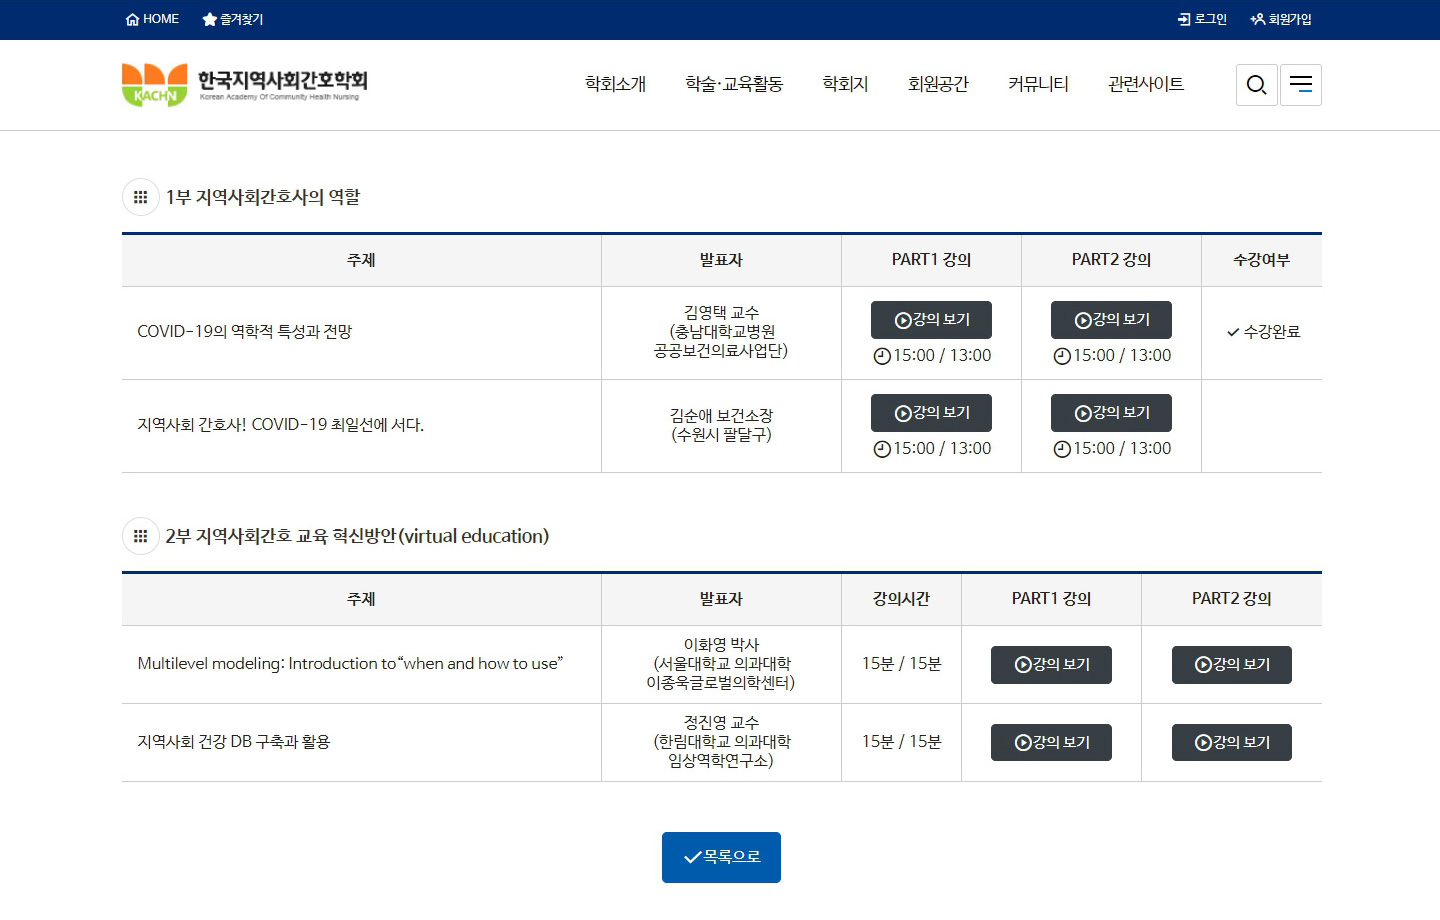 HOME 즐겨찾기 로그인 회원가입
KACHN 한국지역사회간호학회
Korean Academy Of Community Health Nursing
학회소개 학술·교육활동 학회지 회원공간 커뮤니티 관련사이트
1부 지역사회간호사의 역할
주제 발표자 PART1 강의 PART2 강의 수강여부
COVID-19의 역학적 특성과 전망
김영택 교수
(충남대학교병원
공공보건의료사업단)
강의 보기
15:00 / 13:00
강의 보기
15:00 / 13:00
수강완료
지역사회 간호사! COVID-19 최일선에 서다.
김순애 보건소장
(수원시 팔달구)
강의 보기
15:00 / 13:00
강의 보기
15:00 / 13:00
2부 지역사회간호 교육 혁신방안(virtual education)
주제 발표자 강의시간 PART1 강의 PART2 강의
Multilevel modeling: Introduction to “when and how to use”
이화영 박사
(서울대학교 의과대학
이종욱글로벌의학센터)
15분 / 15분
강의 보기
강의 보기
지역사회 건강 DB 구축과 활용
정진영 교수
(한림대학교 의과대학
임상역학연구소)
15분 / 15분
강의 보기
강의 보기
목록으로